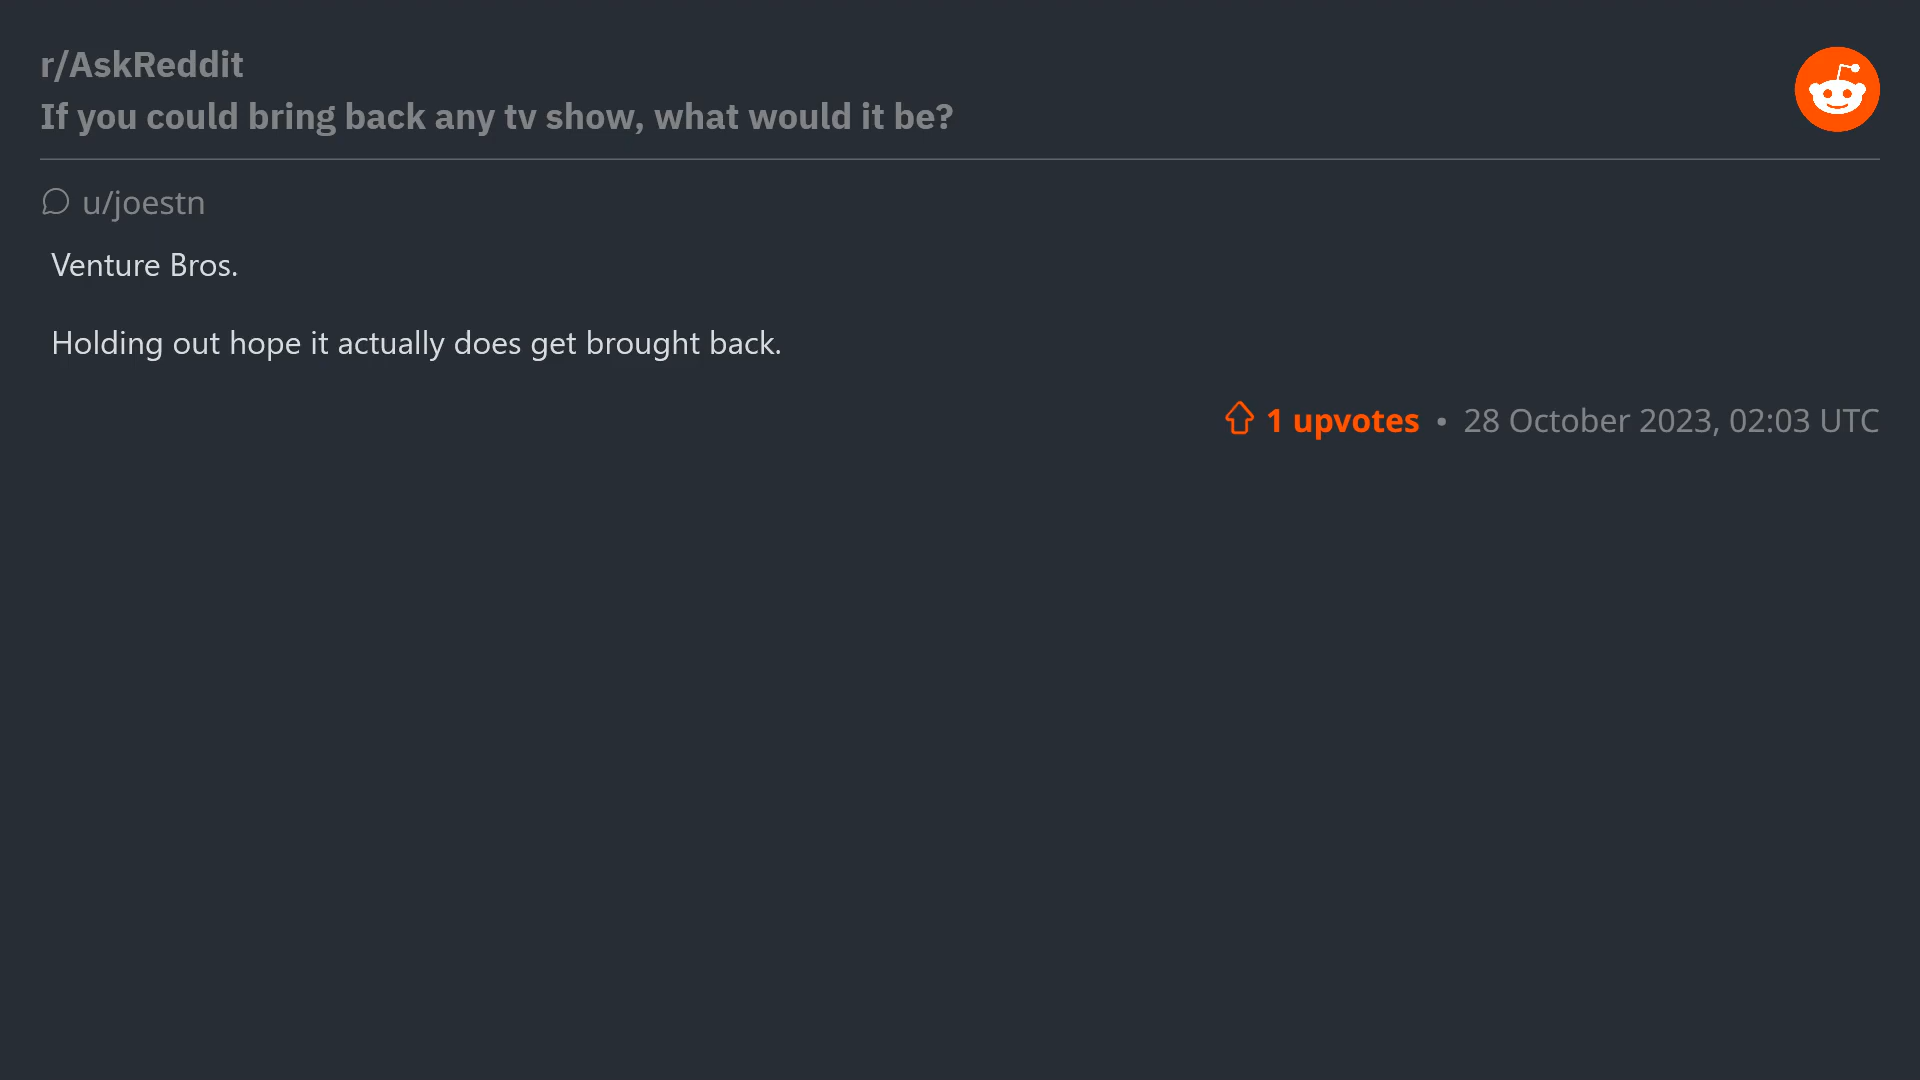 r/AskReddit
If you could bring back any tv show, what would it be?
u/joestn
Venture Bros.
Holding out hope it actually does get brought back.
1 upvotes • 28 October 2023, 02:03 UTC